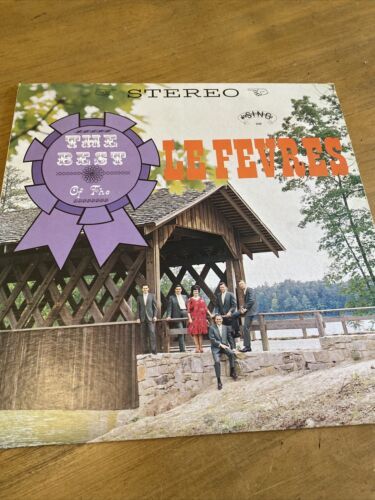 STEREO
SING
THE
BEST
Of The
LE FEVRES